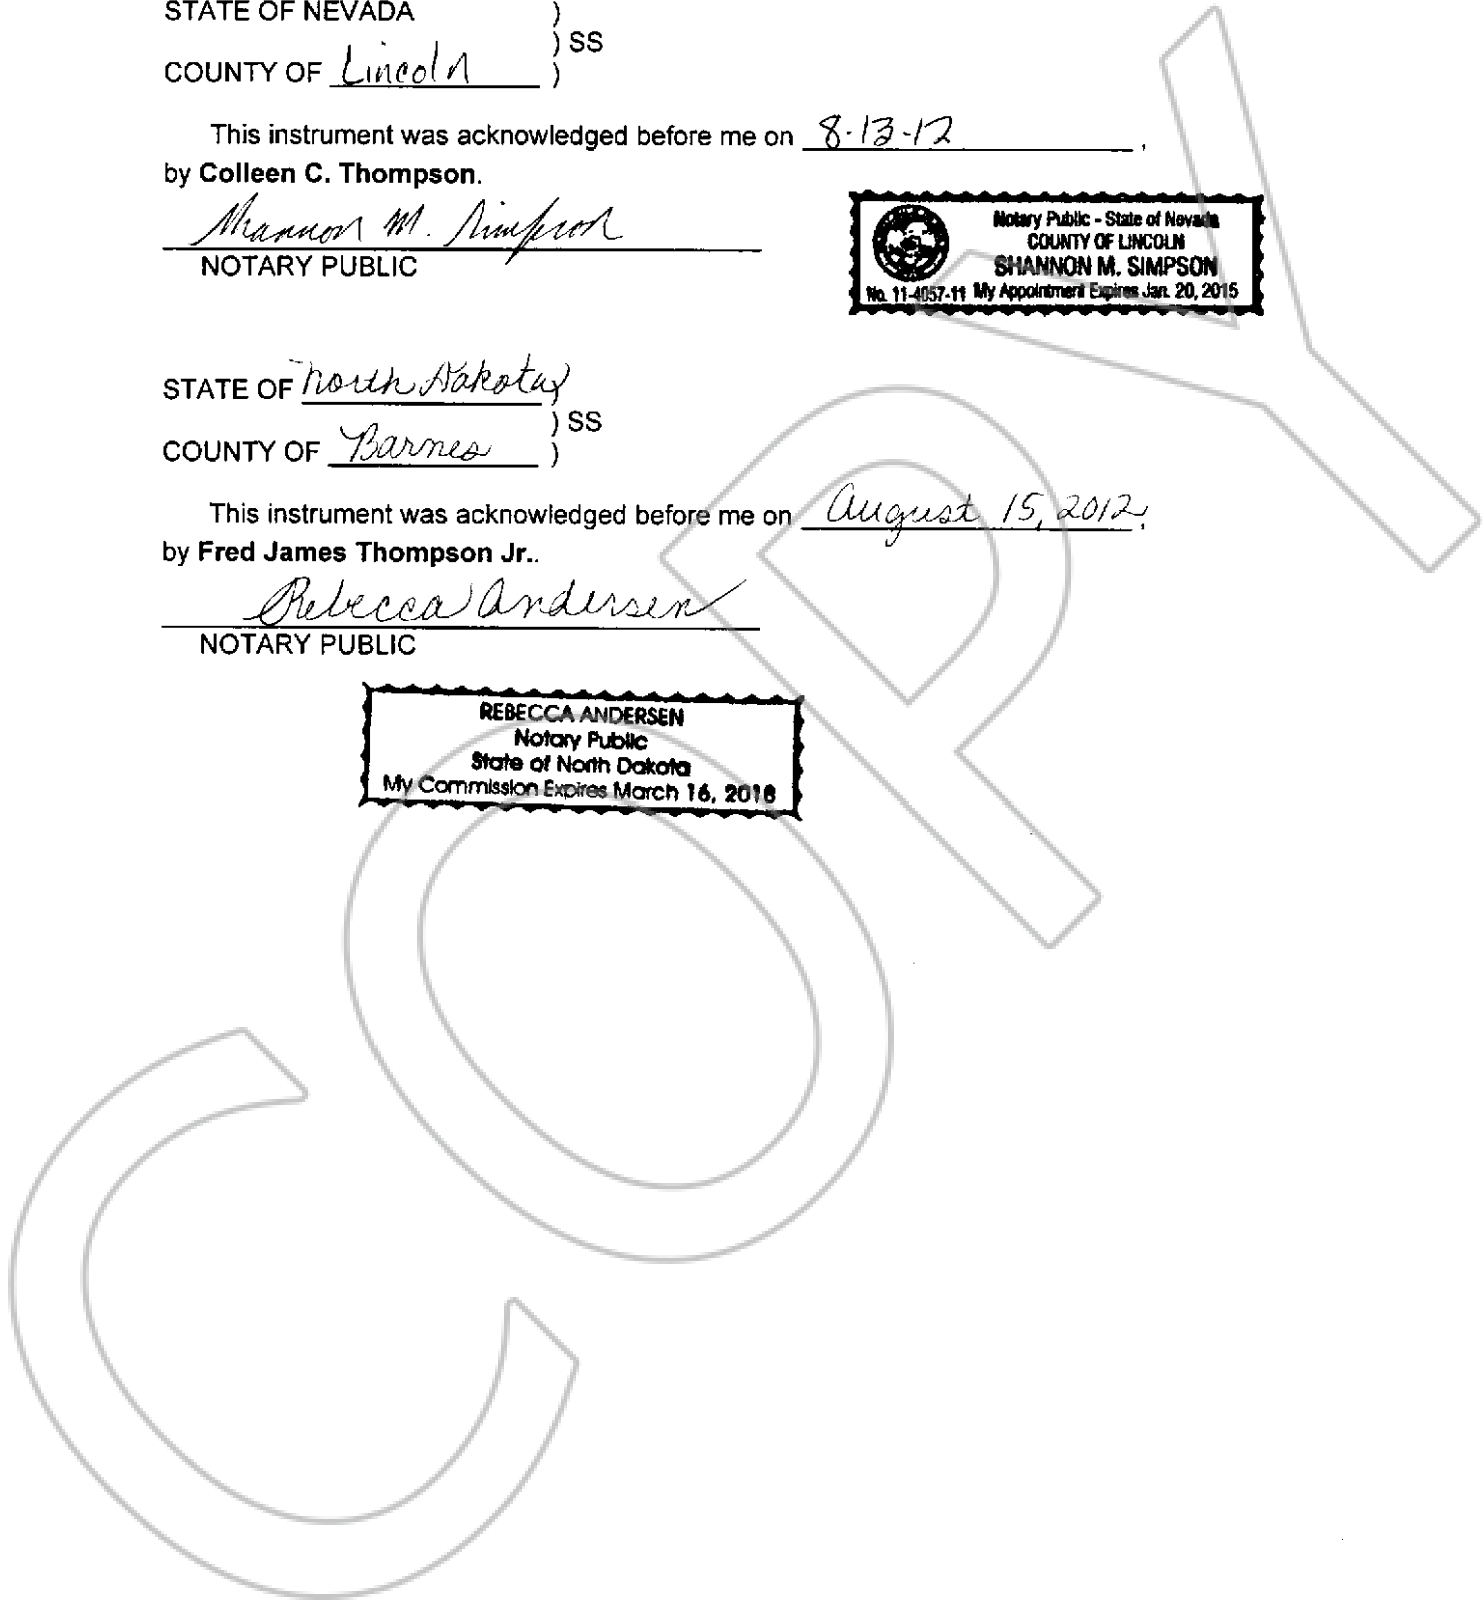 STATE OF NEVADA )
) SS
COUNTY OF Lincoln )
This instrument was acknowledged before me on 8-13-12 ,
by Colleen C. Thompson.
Shannon M. Simpson
NOTARY PUBLIC
Notary Public - State of Nevada
COUNTY OF LINCOLN
SHANNON M. SIMPSON
No. 11-4057-11 My Appointment Expires Jan. 20, 2015
STATE OF North Dakota )
) SS
COUNTY OF Barnes )
This instrument was acknowledged before me on August 15, 2012,
by Fred James Thompson Jr..
Rebecca Andersen
NOTARY PUBLIC
REBECCA ANDERSEN
Notary Public
State of North Dakota
My Commission Expires March 16,
COPY